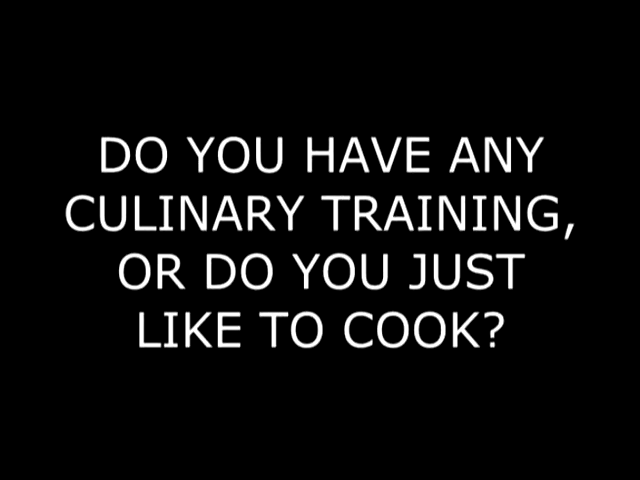 DO YOU HAVE ANY
CULINARY TRAINING,
OR DO YOU JUST
LIKE TO COOK?